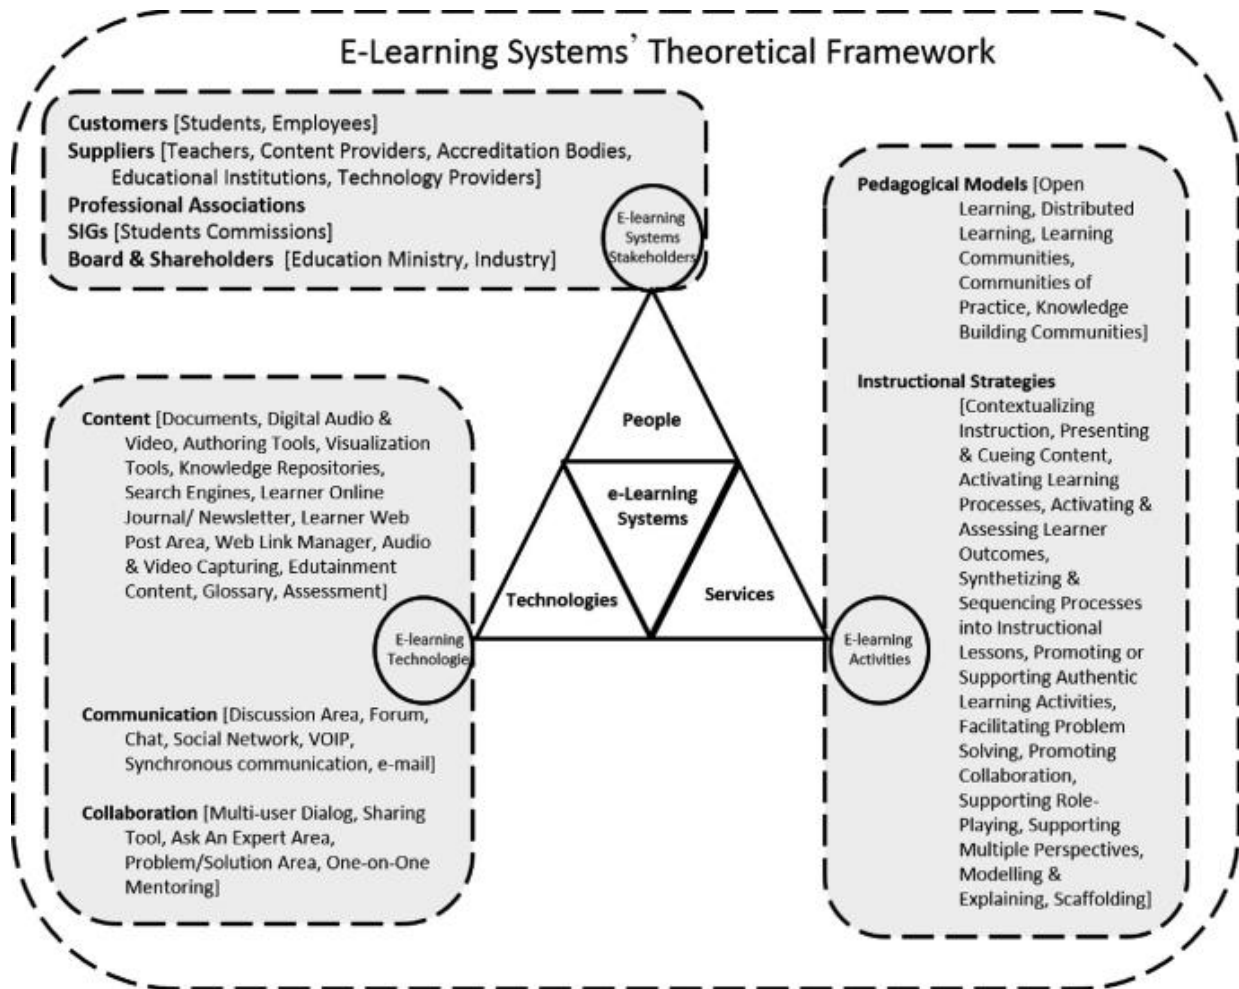 E-Learning Systems’ Theoretical Framework
Customers [Students, Employees]
Suppliers [Teachers, Content Providers, Accreditation Bodies,
Educational Institutions, Technology Providers]
Professional Associations
SIGs [Students Commissions]
Board & Shareholders [Education Ministry, Industry]
E-learning
Systems
Stakeholders
Pedagogical Models [Open
Learning, Distributed
Learning, Learning
Communities,
Communities of
Practice, Knowledge
Building Communities]
Instructional Strategies
[Contextualizing
Instruction, Presenting
& Cueing Content,
Activating Learning
Processes, Activating &
Assessing Learner
Outcomes,
Synthetizing &
Sequencing Processes
into Instructional
Lessons, Promoting or
Supporting Authentic
Learning Activities,
Facilitating Problem
Solving, Promoting
Collaboration,
Supporting Role-
Playing, Supporting
Multiple Perspectives,
Modelling &
Explaining, Scaffolding]
People
e-Learning
Systems
Technologies
Services
Content [Documents, Digital Audio &
Video, Authoring Tools, Visualization
Tools, Knowledge Repositories,
Search Engines, Learner Online
Journal/ Newsletter, Learner Web
Post Area, Web Link Manager, Audio
& Video Capturing, Edutainment
Content, Glossary, Assessment]
E-learning
Technologie
E-learning
Activities
Communication [Discussion Area, Forum,
Chat, Social Network, VOIP,
Synchronous communication, e-mail]
Collaboration [Multi-user Dialog, Sharing
Tool, Ask An Expert Area,
Problem/Solution Area, One-on-One
Mentoring]